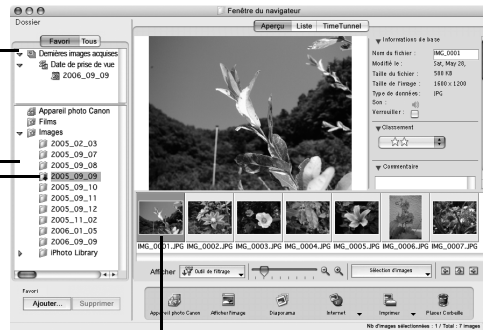 Fenêtre du navigateur
Dossier
Favori Tous
Dernières images acquises
Date de prise de vue
2006_09_09
Appareil photo Canon
Films
Images
2005_02_03
2005_09_07
2005_09_08
2005_09_09
2005_09_10
2005_09_11
2005_09_12
2005_11_02
2006_01_05
2006_09_09
iPhoto Library
Favori
Ajouter... Supprimer
Aperçu Liste TimeTunnel
Informations de base
Nom du fichier : IMG_0001
Modifié le : Sat, May 28,
Taille du fichier : 508 KB
Taille de l'image : 1600 x 1200
Type de données : JPG
Son :
Verrouiller :
Classement
Commentaire
IMG_0001.JPG IMG_0002.JPG IMG_0003.JPG IMG_0004.JPG IMG_0005.JPG IMG_0006.JPG IMG_0007.JPG
Afficher Outil de filtrage Sélection d'images
Appareil photo Canon Afficher l'image Diaporama Internet Imprimer Placer Corbeille
Nb d'images sélectionnées : 1 / Total : 7 images